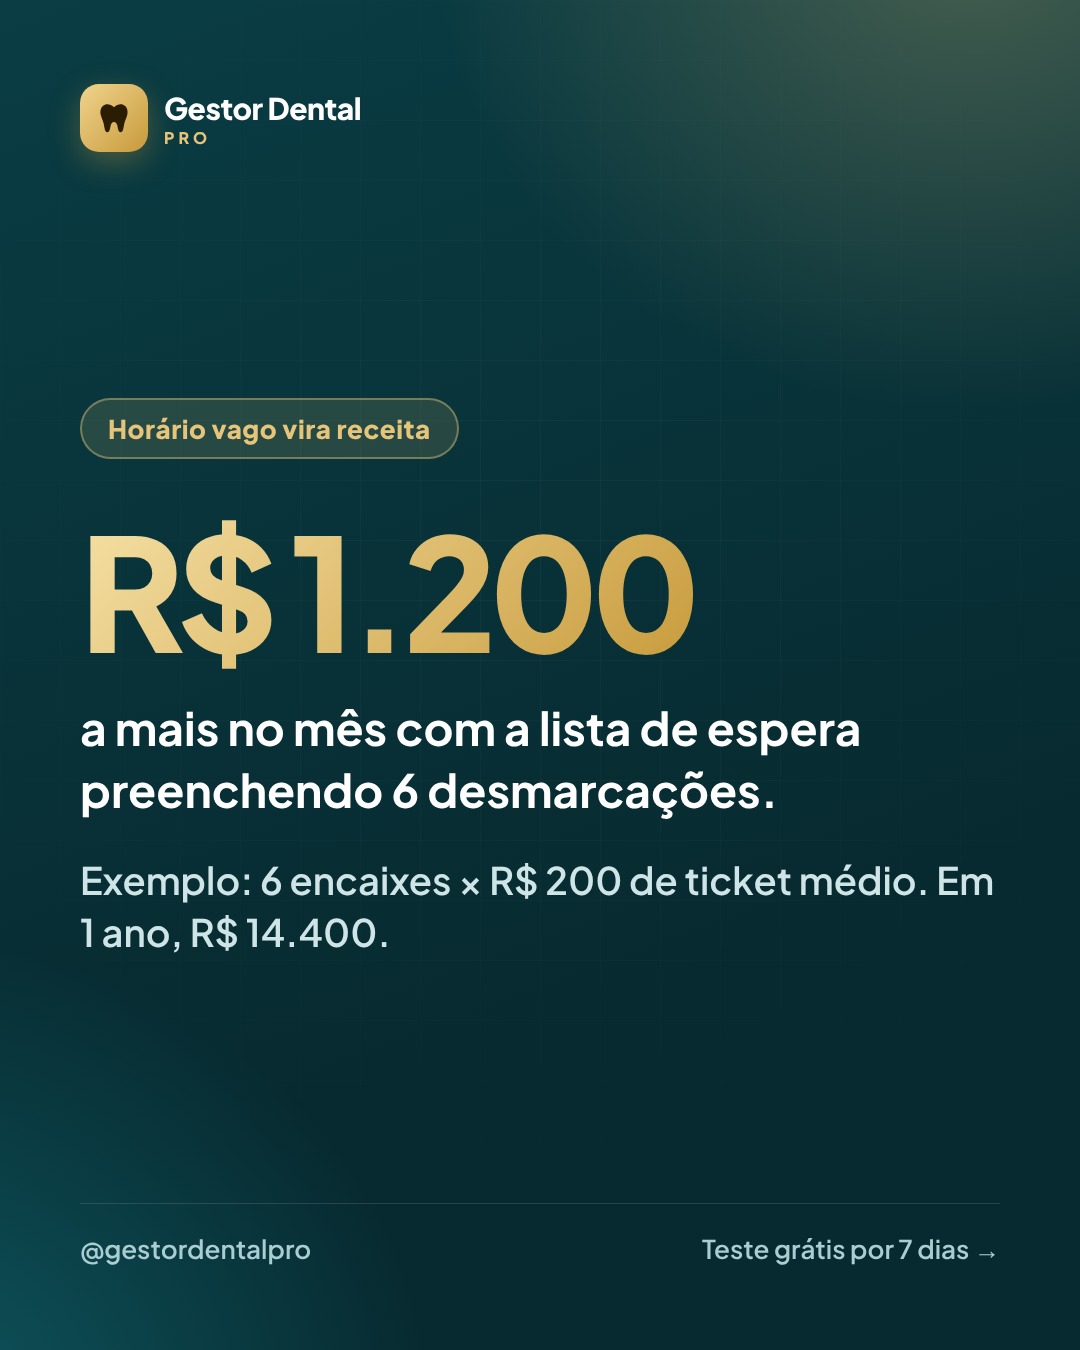 Gestor Dental
PRO
Horário vago vira receita
R$ 1.200
a mais no mês com a lista de espera
preenchendo 6 desmarcações.
Exemplo: 6 encaixes × R$ 200 de ticket médio. Em
1 ano, R$ 14.400.
@gestordentalpro
Teste grátis por 7 dias →